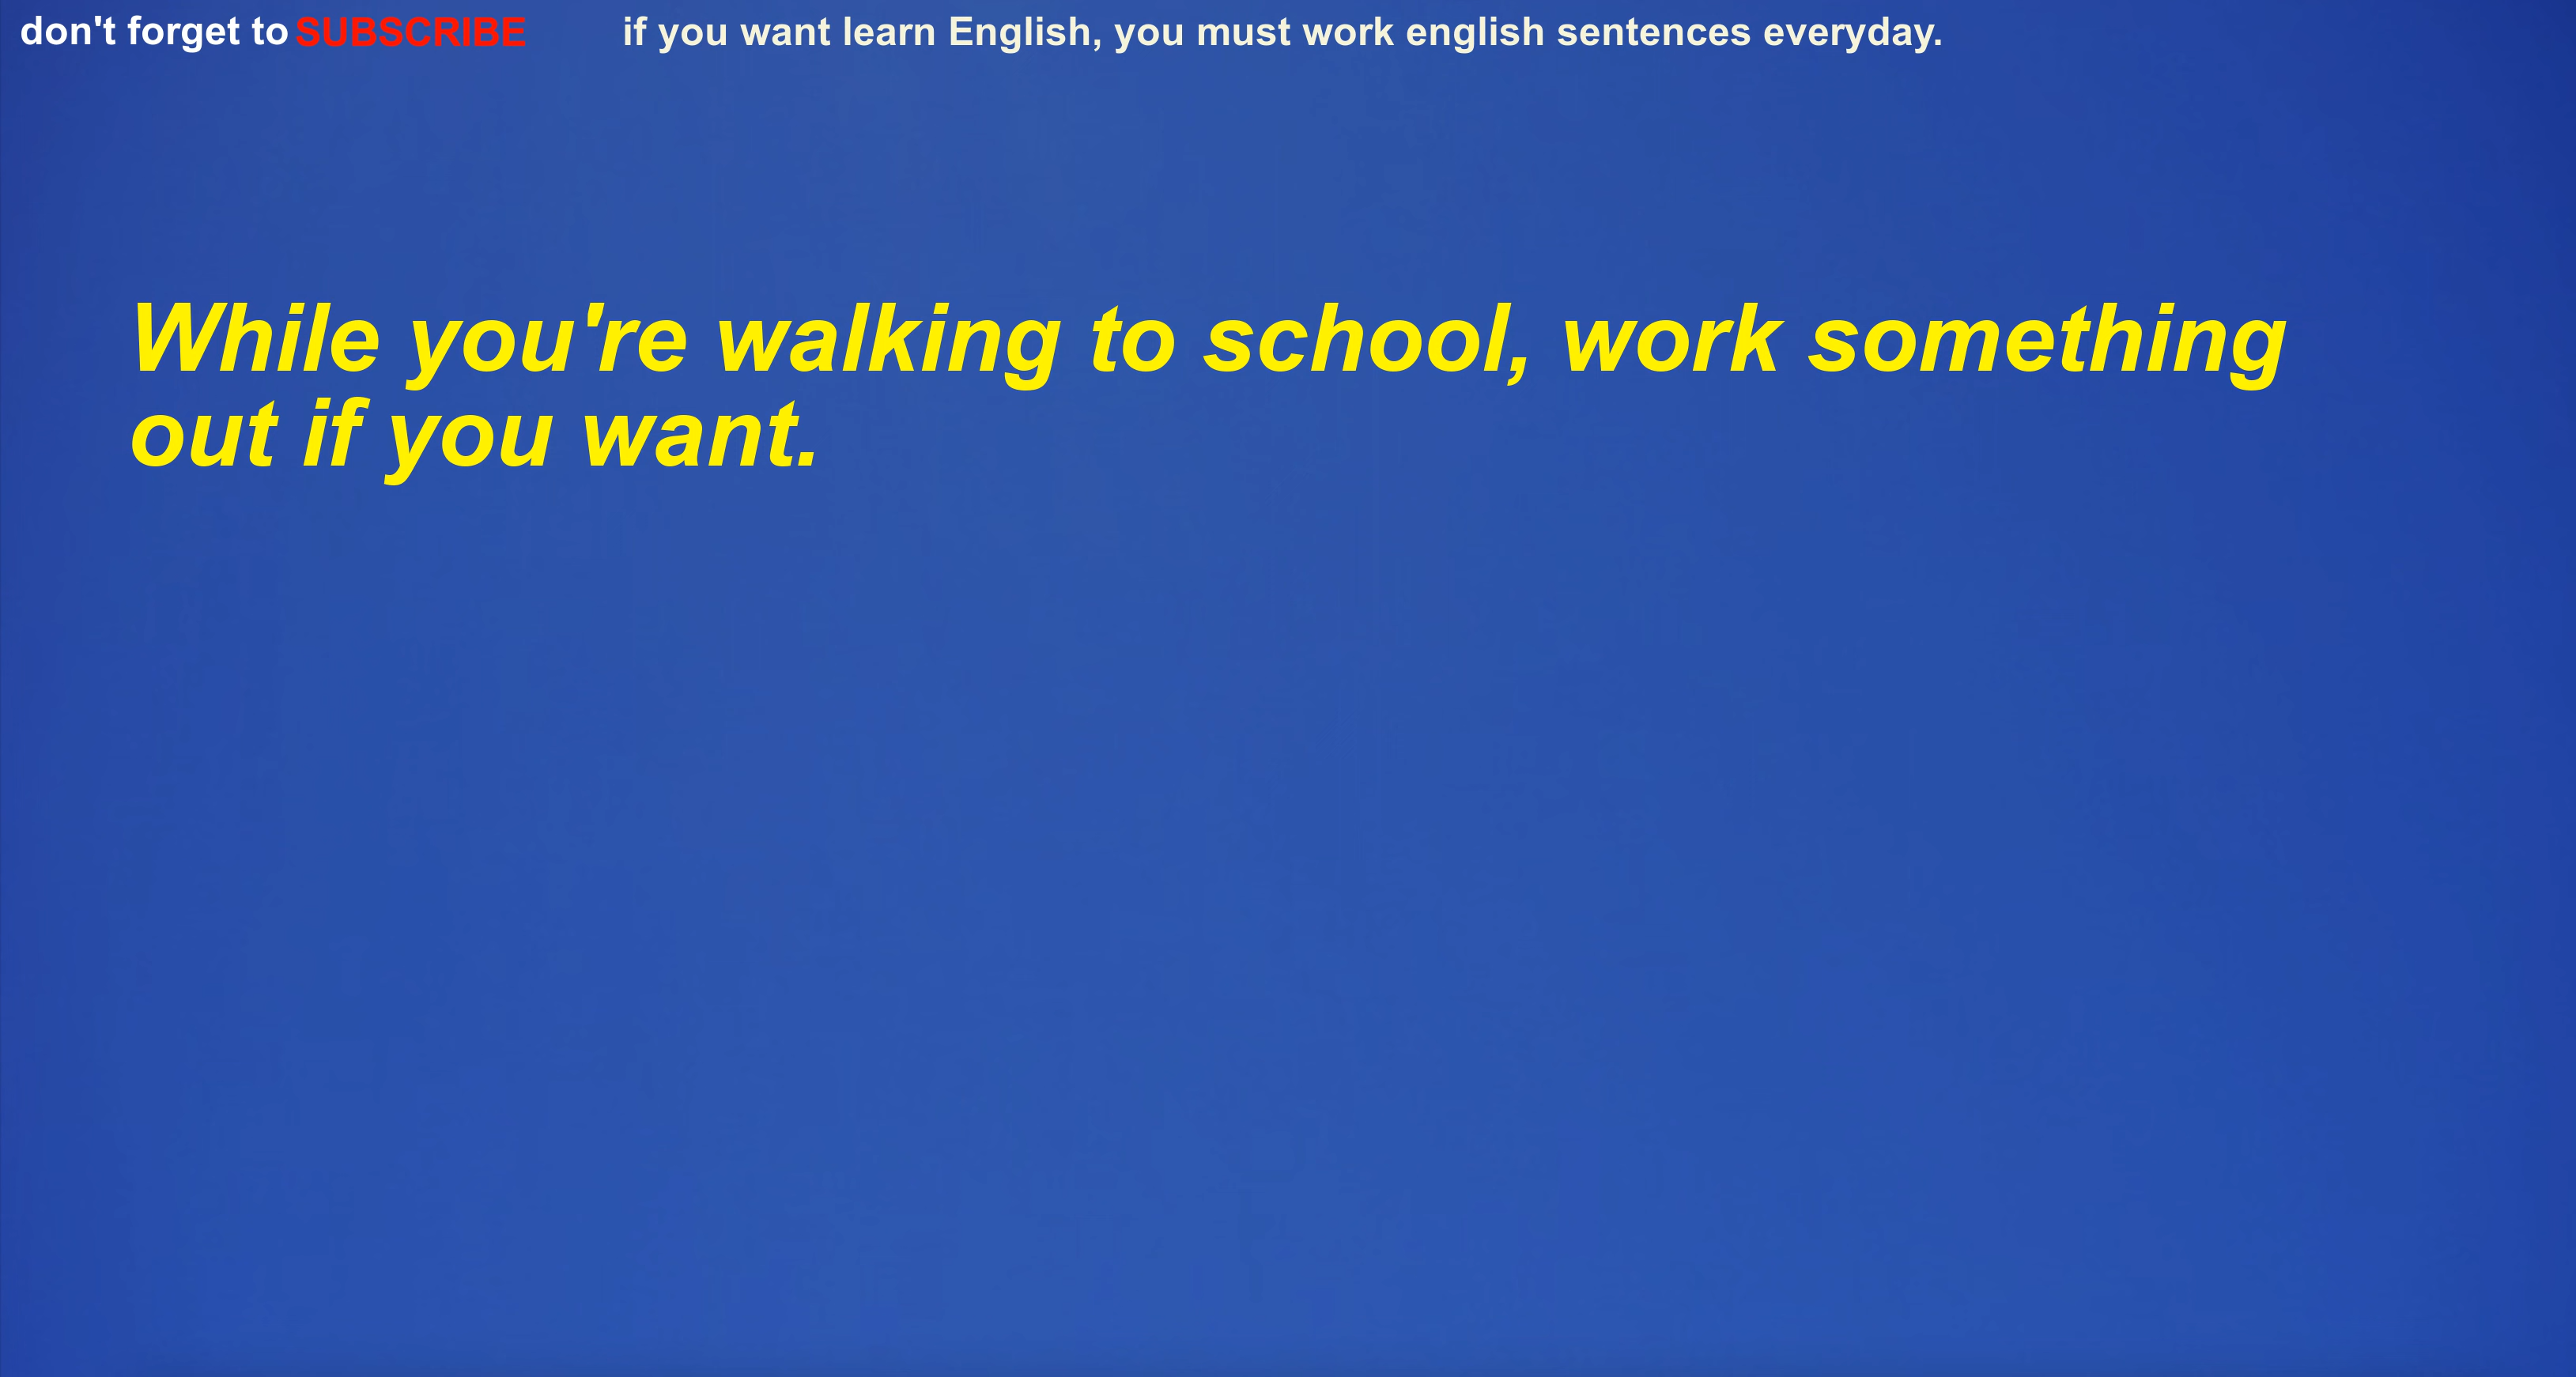 don't forget to SUBSCRIBE if you want learn English, you must work english sentences everyday.
While you're walking to school, work something
out if you want.